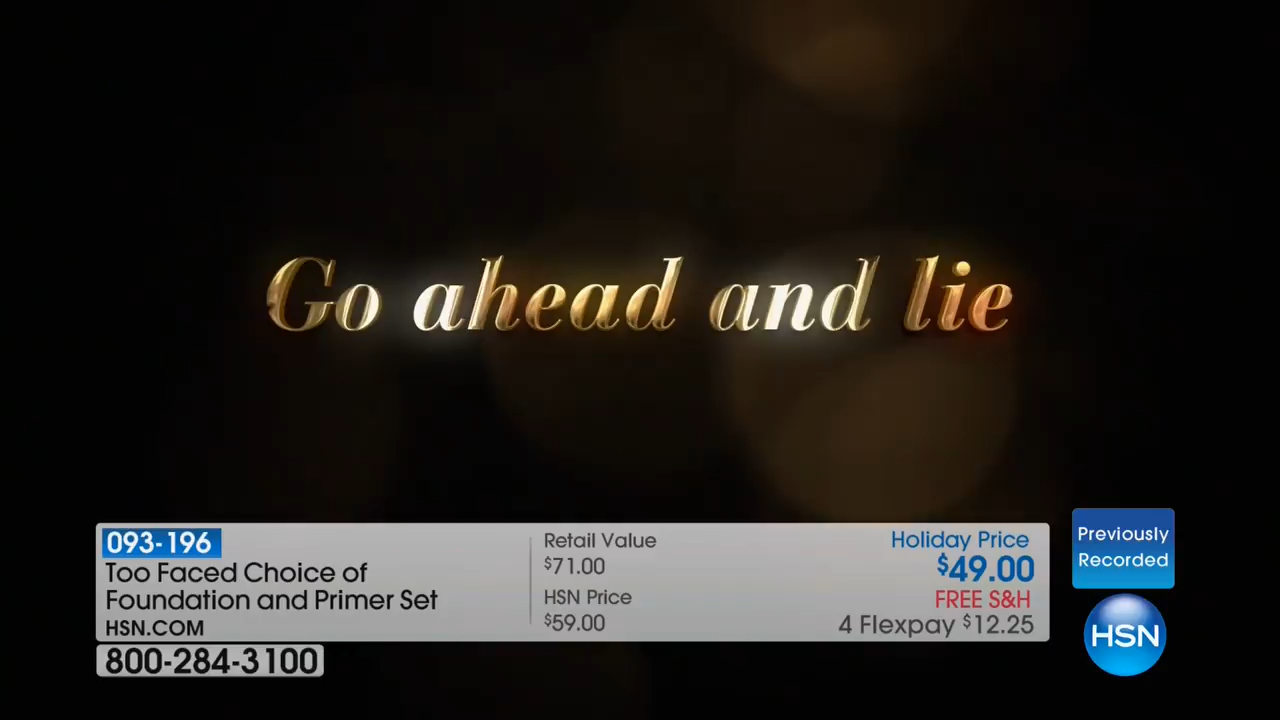 Go ahead and lie
093-196
Too Faced Choice of
Foundation and Primer Set
HSN.COM
800-284-3100
Retail Value
$71.00
HSN Price
$59.00
Holiday Price
$49.00
FREE S&H
4 Flexpay $12.25
Previously
Recorded
HSN